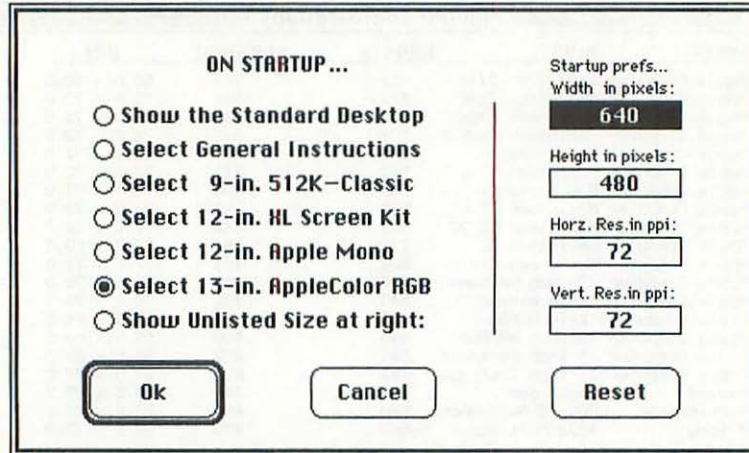 ON STARTUP...
Show the Standard Desktop
Select General Instructions
Select 9-in. 512K–Classic
Select 12-in. XL Screen Kit
Select 12-in. Apple Mono
Select 13-in. AppleColor RGB
Show Unlisted Size at right:
Startup prefs...
Width in pixels:
640
Height in pixels:
480
Horz. Res.in ppi:
72
Vert. Res.in ppi:
72
Ok
Cancel
Reset